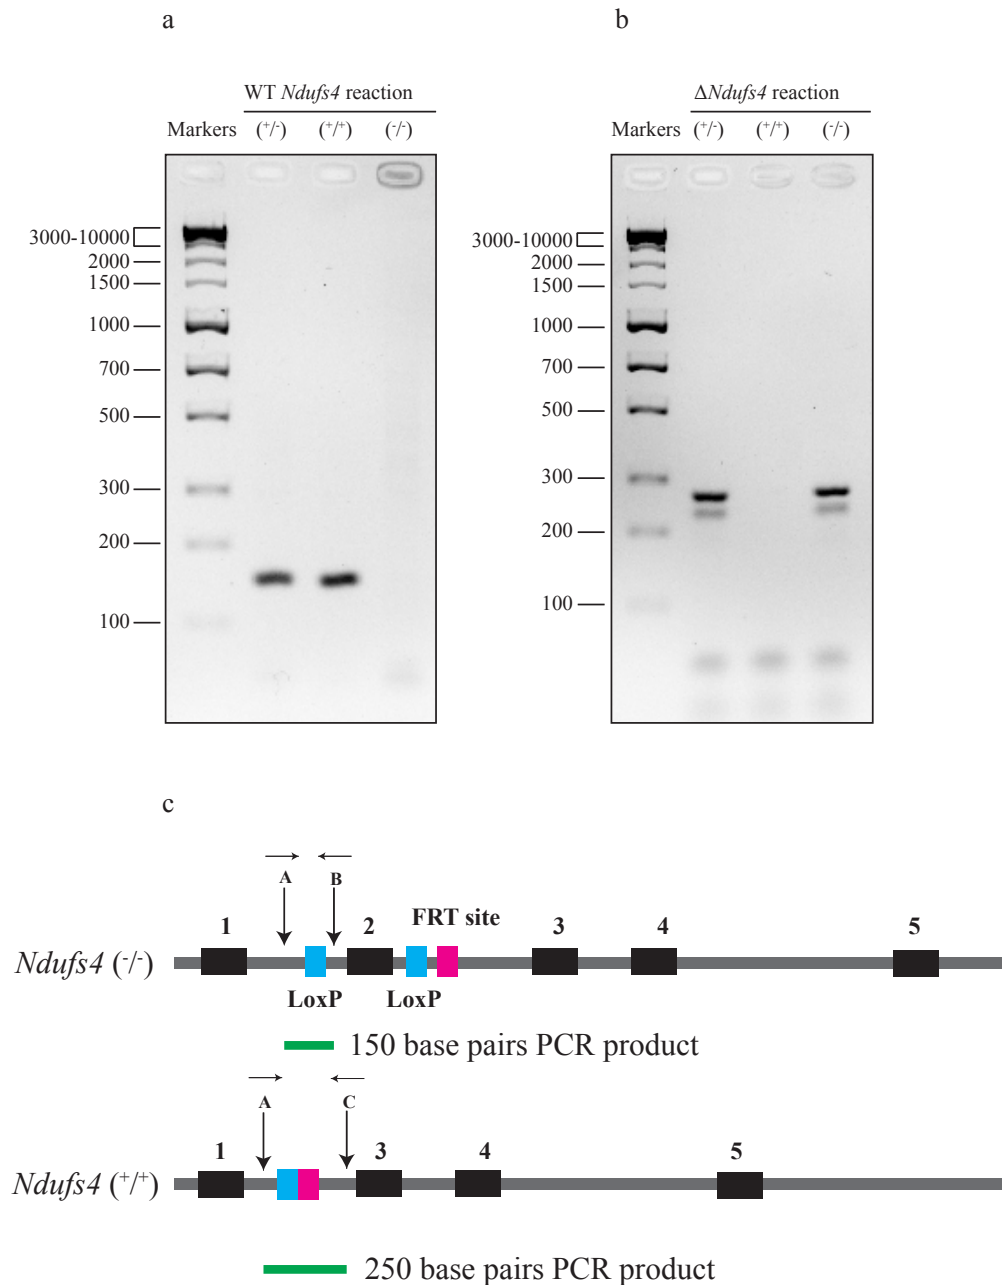 a
WT Ndufs4 reaction
Markers (+/-) (+/+) (-/-)
3000-10000
2000
1500
1000
700
500
300
200
100
b
ΔNdufs4 reaction
Markers (+/-) (+/+) (-/-)
3000-10000
2000
1500
1000
700
500
300
200
100
c
A B
1 2 FRT site 3 4 5
Ndufs4 (-/-)
LoxP LoxP
150 base pairs PCR product
A C
1 3 4 5
Ndufs4 (+/+)
250 base pairs PCR product